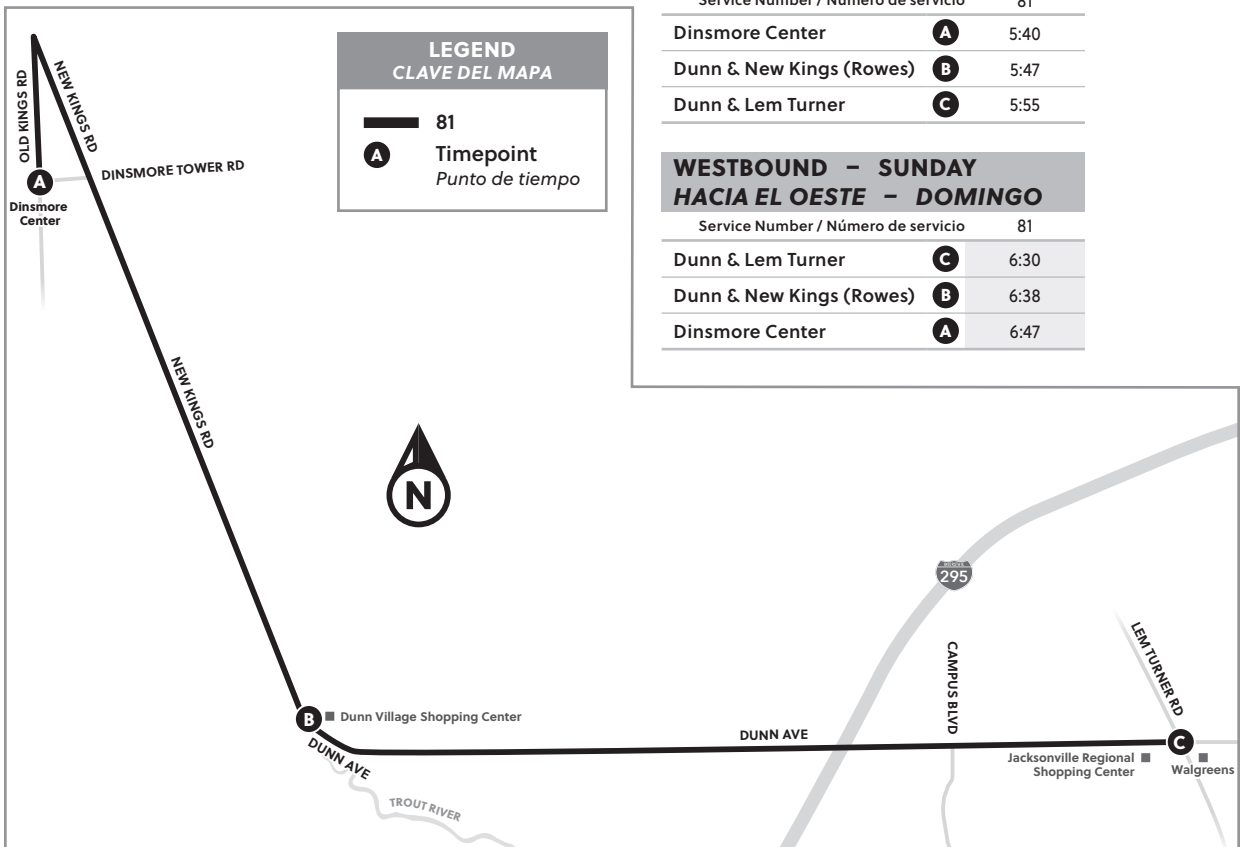 Service Number / Número de servicio 81
Dinsmore Center A 5:40
Dunn & New Kings (Rowes) B 5:47
Dunn & Lem Turner C 5:55
WESTBOUND – SUNDAY
HACIA EL OESTE – DOMINGO
Service Number / Número de servicio 81
Dunn & Lem Turner C 6:30
Dunn & New Kings (Rowes) B 6:38
Dinsmore Center A 6:47
LEGEND
CLAVE DEL MAPA
81
A Timepoint
Punto de tiempo
OLD KINGS RD
NEW KINGS RD
DINSMORE TOWER RD
A
Dinsmore
Center
NEW KINGS RD
N
295
CAMPUS BLVD
LEM TURNER RD
B
Dunn Village Shopping Center
DUNN AVE
DUNN AVE
C
Jacksonville Regional
Shopping Center
Walgreens
TROUT RIVER